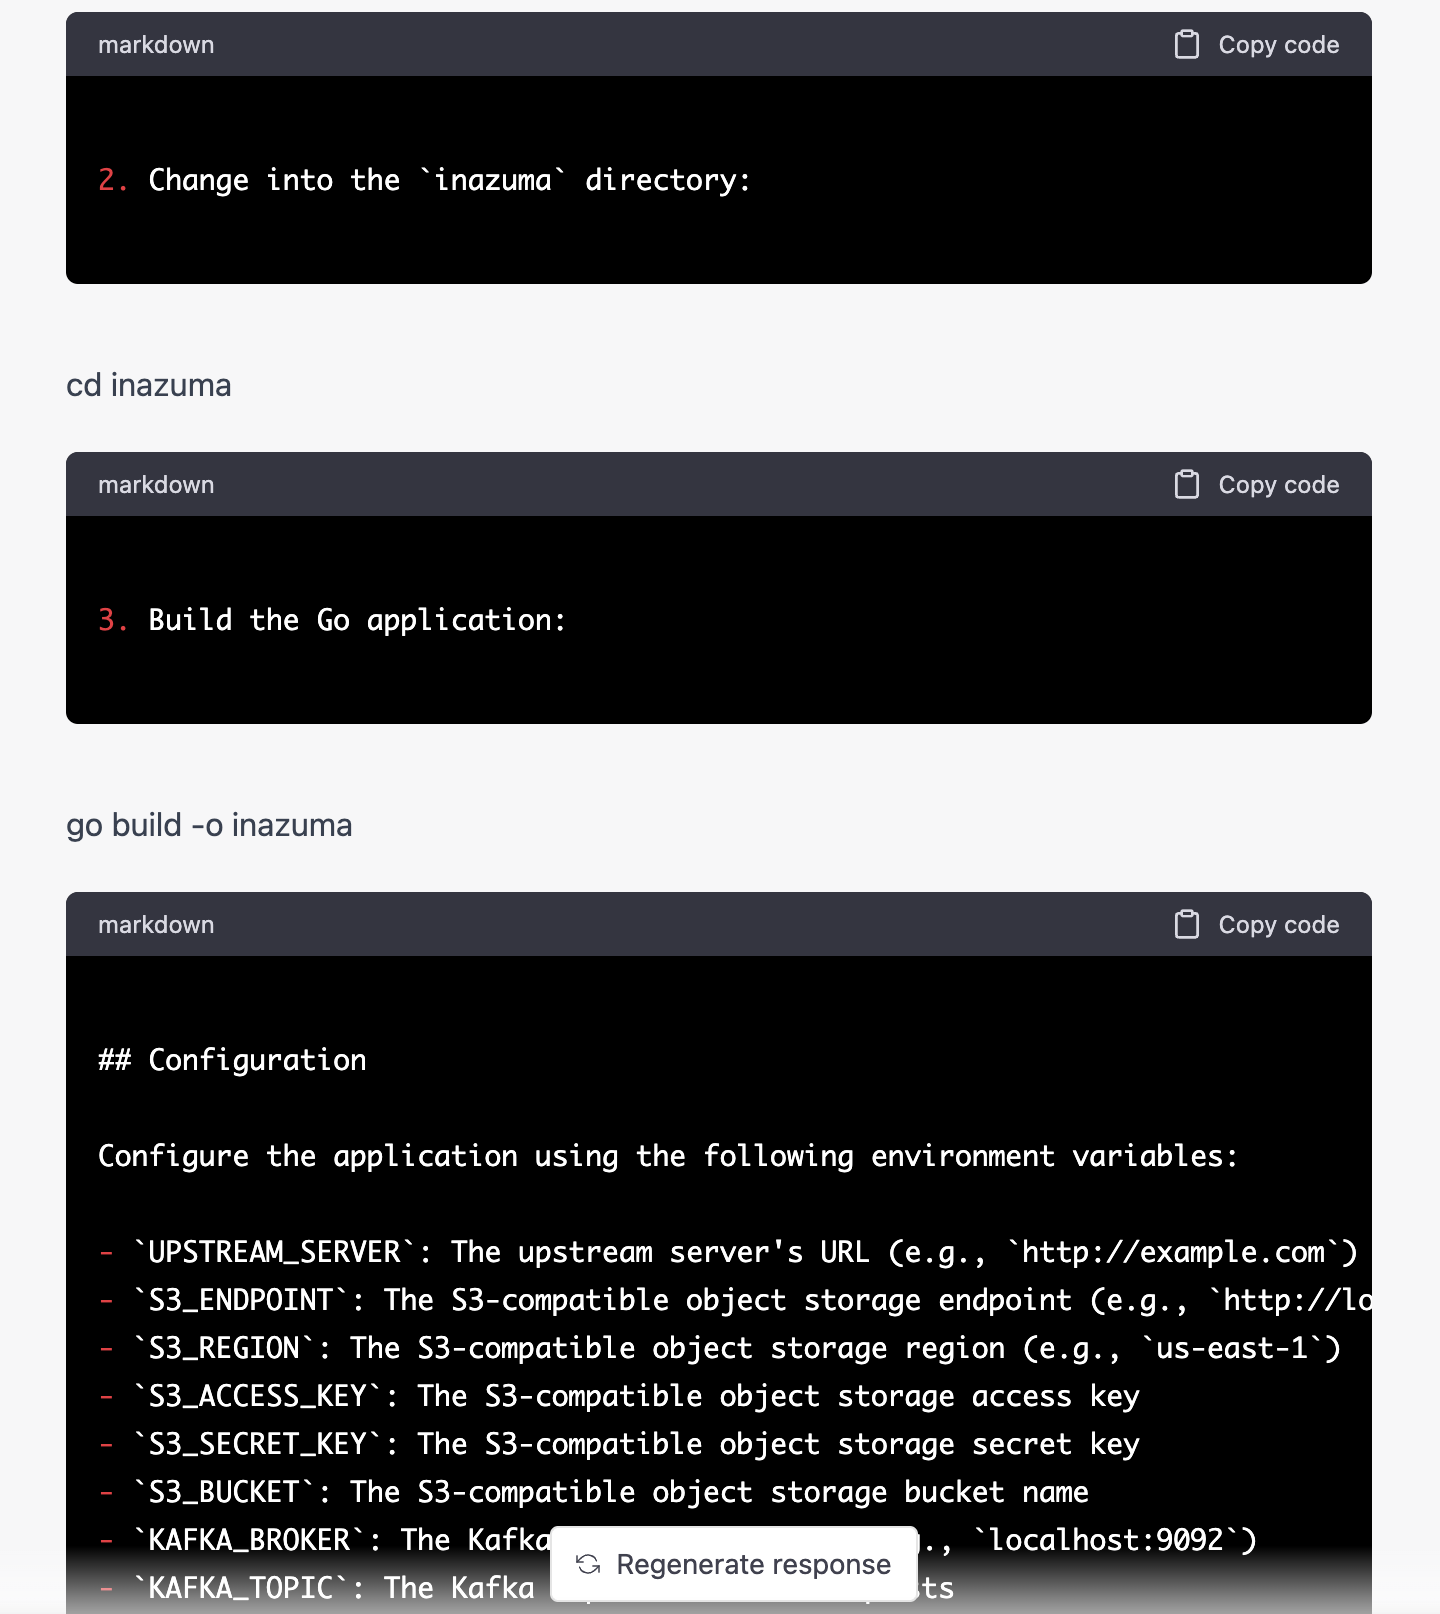 markdown
Copy code
2. Change into the `inazuma` directory:
cd inazuma
markdown
Copy code
3. Build the Go application:
go build -o inazuma
markdown
Copy code
## Configuration
Configure the application using the following environment variables:
- `UPSTREAM_SERVER`: The upstream server's URL (e.g., `http://example.com`)
- `S3_ENDPOINT`: The S3-compatible object storage endpoint (e.g., `http://lo
- `S3_REGION`: The S3-compatible object storage region (e.g., `us-east-1`)
- `S3_ACCESS_KEY`: The S3-compatible object storage access key
- `S3_SECRET_KEY`: The S3-compatible object storage secret key
- `S3_BUCKET`: The S3-compatible object storage bucket name
- `KAFKA_BROKER`: The Kafka ., `localhost:9092`)
- `KAFKA_TOPIC`: The Kafka
Regenerate response